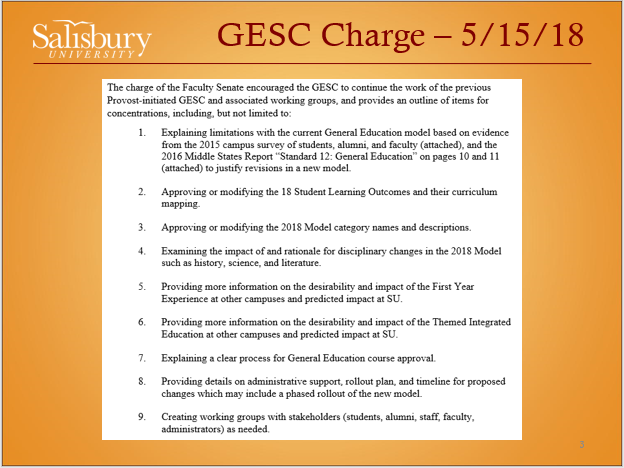 Salisbury
UNIVERSITY
GESC Charge – 5/15/18
The charge of the Faculty Senate encouraged the GESC to continue the work of the previous
Provost-initiated GESC and associated working groups, and provides an outline of items for
concentrations, including, but not limited to:
1. Explaining limitations with the current General Education model based on evidence
from the 2015 campus survey of students, alumni, and faculty (attached), and the
2016 Middle States Report “Standard 12: General Education” on pages 10 and 11
(attached) to justify revisions in a new model.
2. Approving or modifying the 18 Student Learning Outcomes and their curriculum
mapping.
3. Approving or modifying the 2018 Model category names and descriptions.
4. Examining the impact of and rationale for disciplinary changes in the 2018 Model
such as history, science, and literature.
5. Providing more information on the desirability and impact of the First Year
Experience at other campuses and predicted impact at SU.
6. Providing more information on the desirability and impact of the Themed Integrated
Education at other campuses and predicted impact at SU.
7. Explaining a clear process for General Education course approval.
8. Providing details on administrative support, rollout plan, and timeline for proposed
changes which may include a phased rollout of the new model.
9. Creating working groups with stakeholders (students, alumni, staff, faculty,
administrators) as needed.